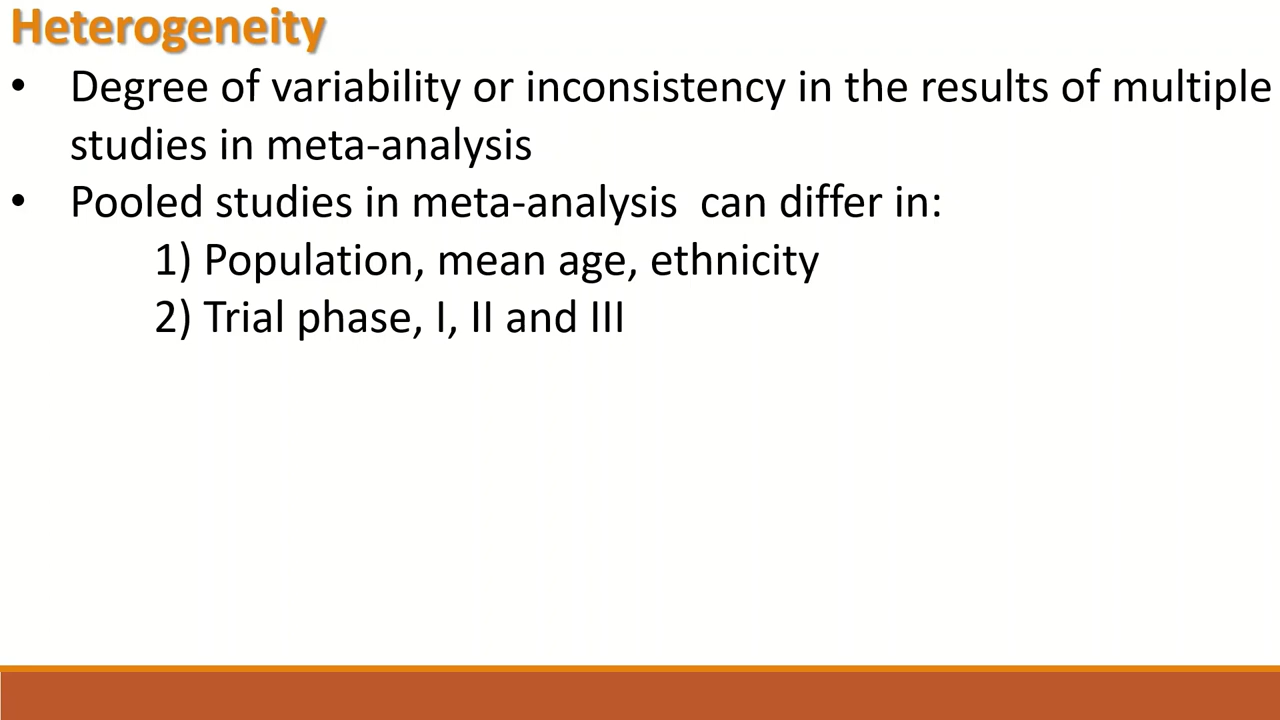 Heterogeneity
• Degree of variability or inconsistency in the results of multiple
studies in meta-analysis
• Pooled studies in meta-analysis  can differ in:
1) Population, mean age, ethnicity
2) Trial phase, I, II and III